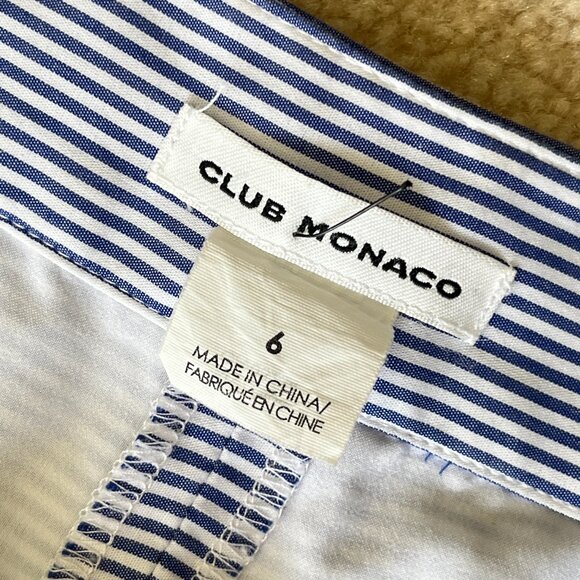 CLUB MONACO
6
MADE IN CHINA/
FABRIQUÉ EN CHINE